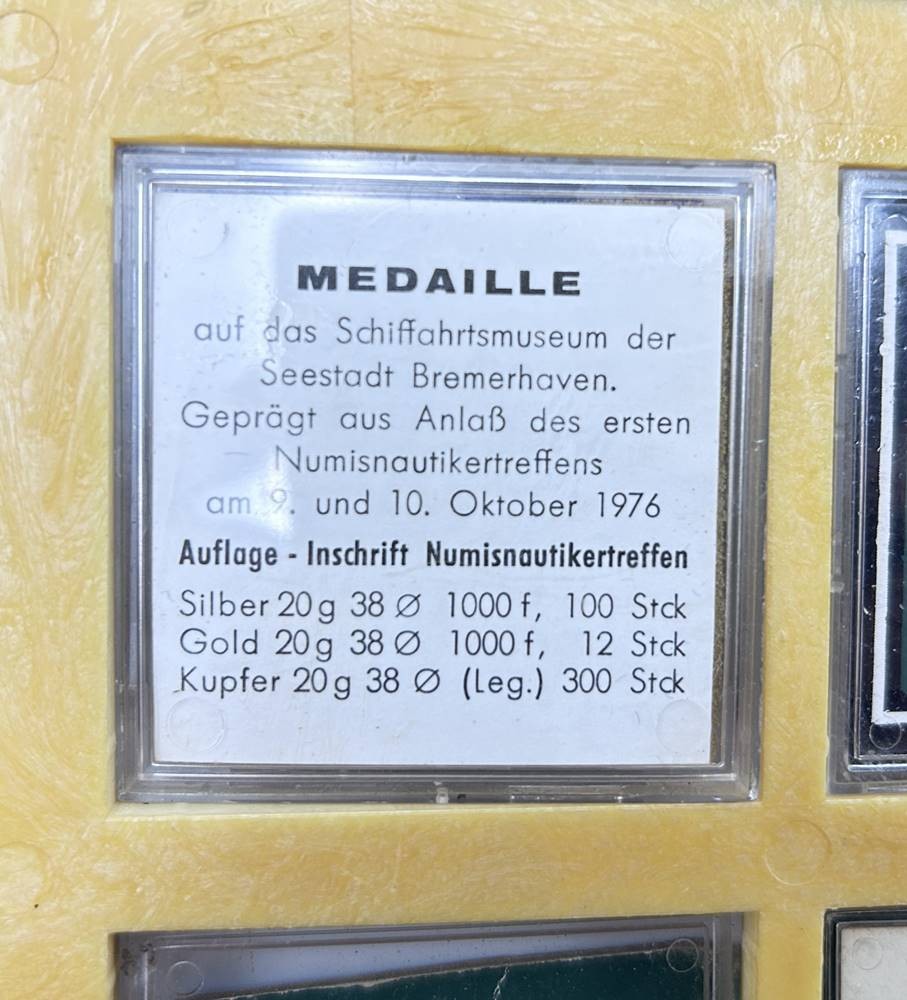 MEDAILLE
auf das Schiffahrtsmuseum der
Seestadt Bremerhaven.
Geprägt aus Anlaß des ersten
Numisnautikertreffens
am 9. und 10. Oktober 1976
Auflage - Inschrift Numisnautikertreffen
Silber 20g 38 Ø 1000 f, 100 Stck
Gold 20g 38 Ø 1000 f, 12 Stck
Kupfer 20g 38 Ø (Leg.) 300 Stck